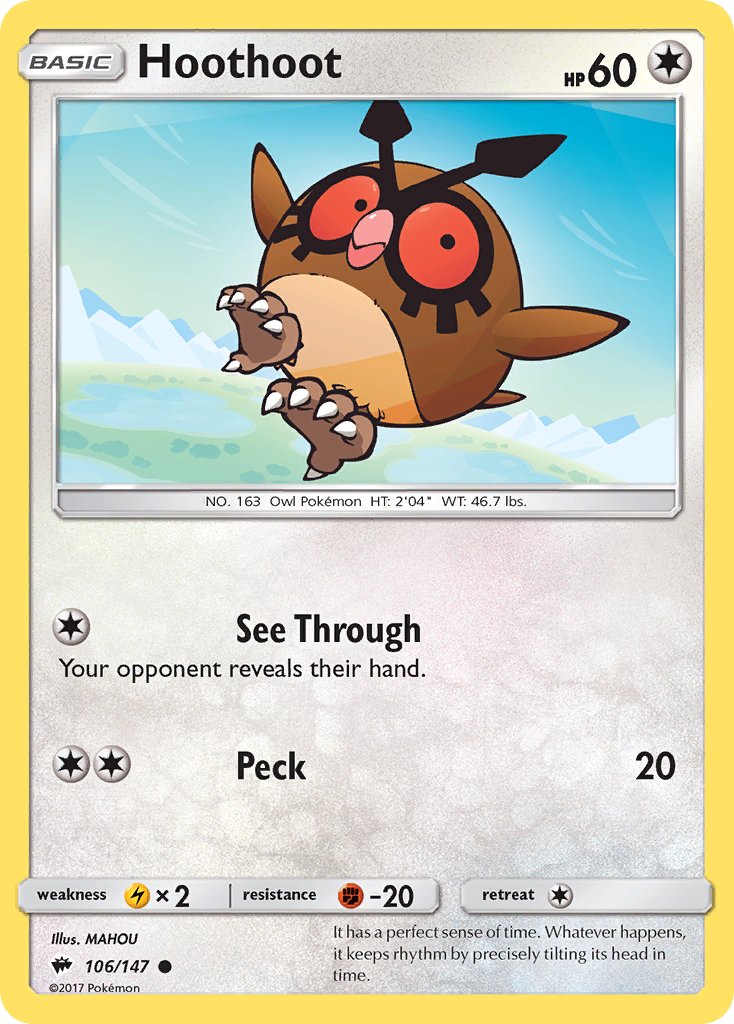 BASIC Hoothoot HP 60
NO. 163 Owl Pokémon HT: 2'04" WT: 46.7 lbs.
See Through
Your opponent reveals their hand.
Peck 20
weakness ×2 resistance -20 retreat
Illus. MAHOU
106/147
©2017 Pokémon
It has a perfect sense of time. Whatever happens,
it keeps rhythm by precisely tilting its head in
time.